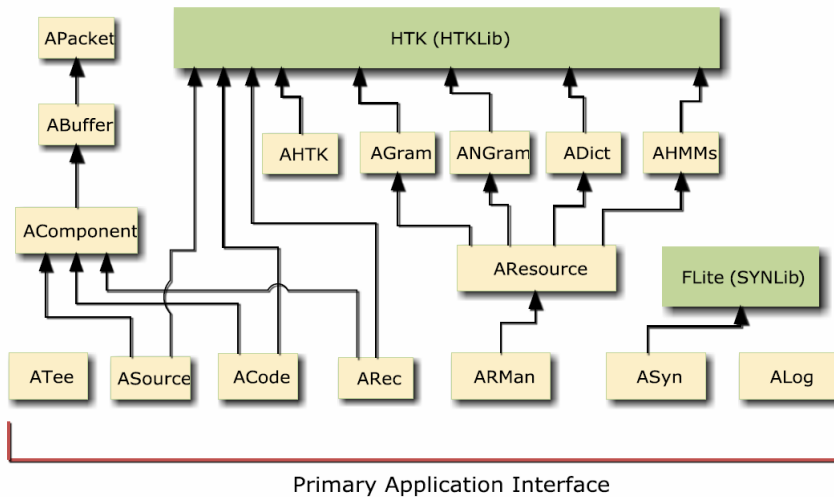 APacket
HTK (HTKLib)
ABuffer
AHTK
AGram
ANGram
ADict
AHMMs
AComponent
AResource
FLite (SYNLib)
ATee
ASource
ACode
ARec
ARMan
ASyn
ALog
Primary Application Interface